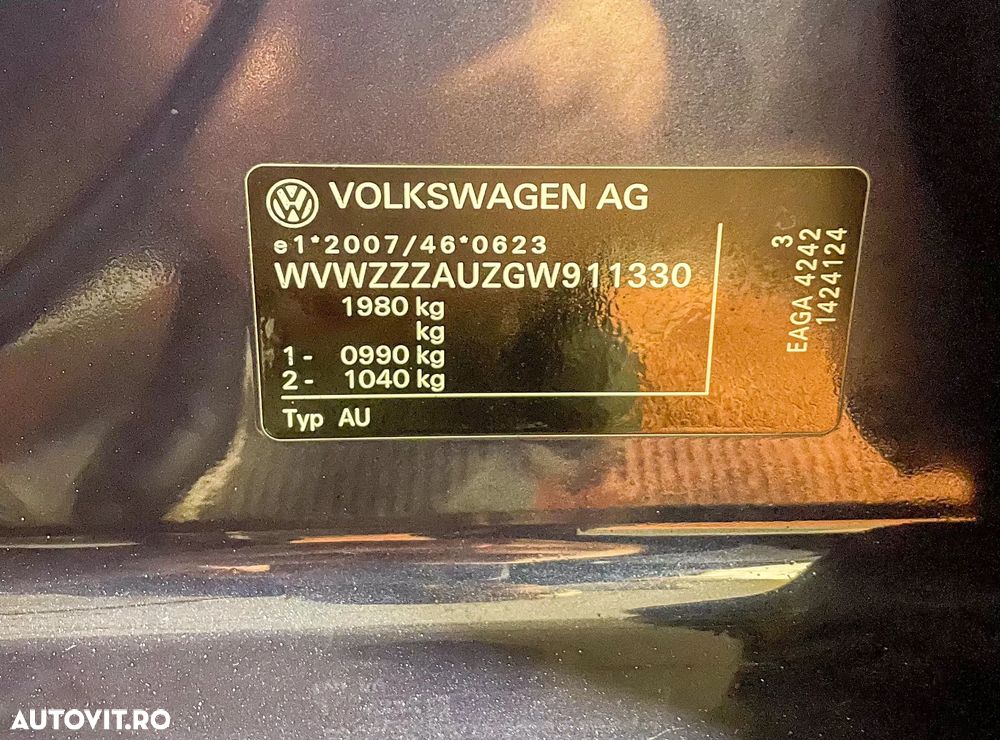 VOLKSWAGEN AG
e1*2007/46*0623
WVWZZZAUZGW911330
1980 kg
kg
1- 0990 kg
2- 1040 kg
Typ AU
3
EAGA 4242
1424124
AUTOVIT.RO